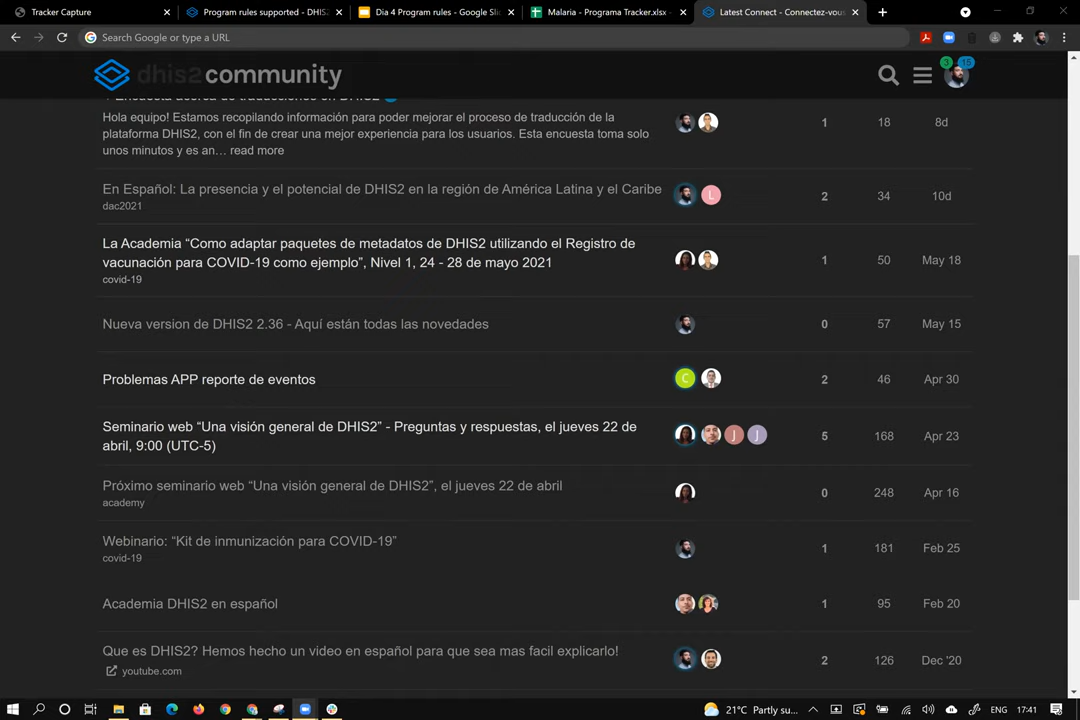 Tracker Capture
Program rules supported - DHIS
Dia 4 Program rules - Google Sli
Malaria - Programa Tracker.xlsx -
Latest Connect - Connectez-vous
Search Google or type a URL
dhis2community
3
15
Encuesta acerca de traducciones en DHIS2
Hola equipo! Estamos recopilando información para poder mejorar el proceso de traducción de la
plataforma DHIS2, con el fin de crear una mejor experiencia para los usuarios. Esta encuesta toma solo
unos minutos y es an… read more
1 18 8d
En Español: La presencia y el potencial de DHIS2 en la región de América Latina y el Caribe
dac2021
L
2 34 10d
La Academia “Como adaptar paquetes de metadatos de DHIS2 utilizando el Registro de
vacunación para COVID-19 como ejemplo”, Nivel 1, 24 - 28 de mayo 2021
covid-19
1 50 May 18
Nueva version de DHIS2 2.36 - Aquí están todas las novedades
0 57 May 15
Problemas APP reporte de eventos
C
2 46 Apr 30
Seminario web “Una visión general de DHIS2” - Preguntas y respuestas, el jueves 22 de
abril, 9:00 (UTC-5)
J J
5 168 Apr 23
Próximo seminario web “Una visión general de DHIS2”, el jueves 22 de abril
academy
0 248 Apr 16
Webinario: “Kit de inmunización para COVID-19”
covid-19
1 181 Feb 25
Academia DHIS2 en español
1 95 Feb 20
Que es DHIS2? Hemos hecho un video en español para que sea mas facil explicarlo!
youtube.com
2 126 Dec '20
21°C Partly su...
ENG
17:41